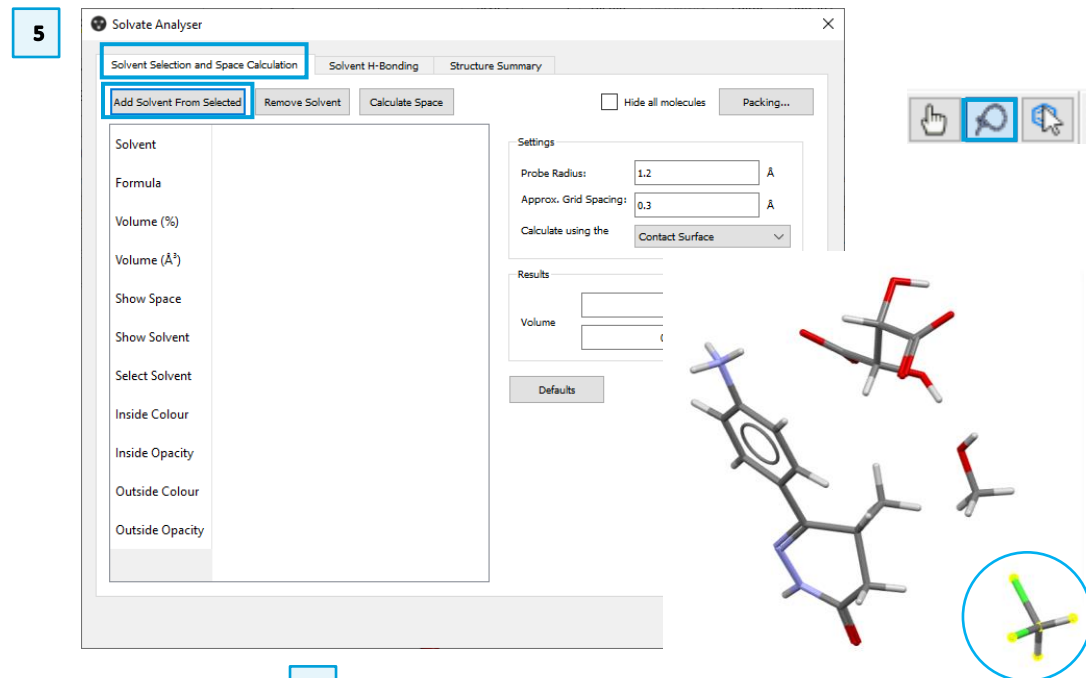 5
Solvate Analyser
Solvent Selection and Space Calculation Solvent H-Bonding Structure Summary
Add Solvent From Selected Remove Solvent Calculate Space Hide all molecules Packing...
Solvent
Formula
Volume (%)
Volume (Å³)
Show Space
Show Solvent
Select Solvent
Inside Colour
Inside Opacity
Outside Colour
Outside Opacity
Settings
Probe Radius: 1.2 Å
Approx. Grid Spacing: 0.3 Å
Calculate using the Contact Surface
Results
Volume
Defaults